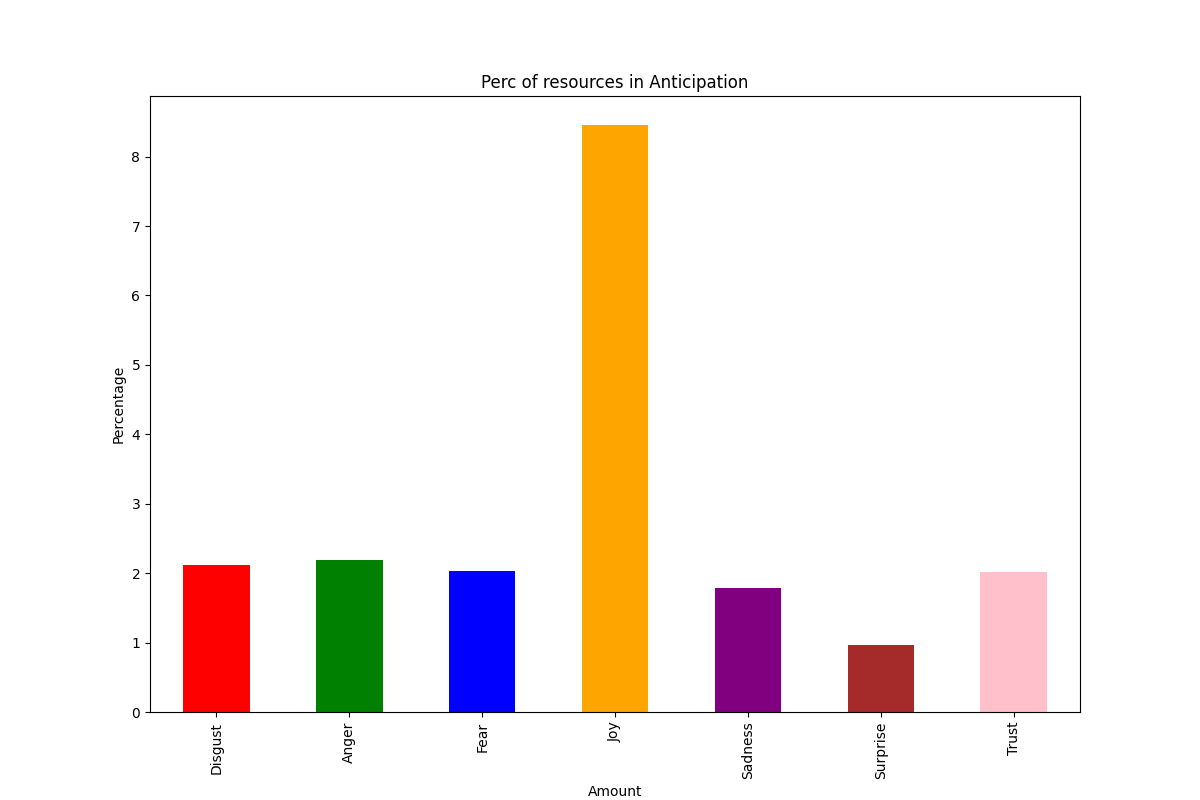 Perc of resources in Anticipation
8
7
6
5
4
3
2
1
0
Percentage
Disgust
Anger
Fear
Joy
Sadness
Surprise
Trust
Amount